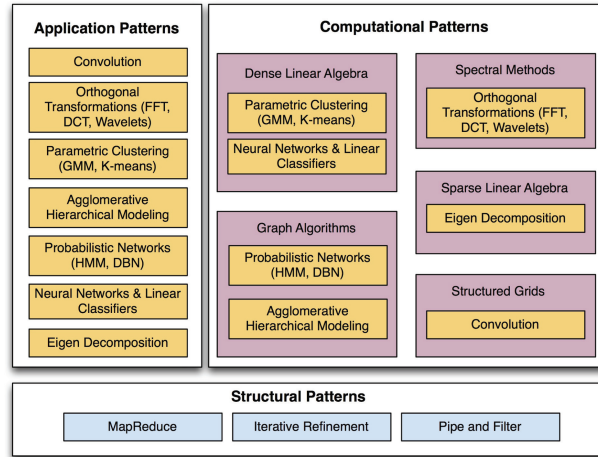 Application Patterns
Convolution
Orthogonal
Transformations (FFT,
DCT, Wavelets)
Parametric Clustering
(GMM, K-means)
Agglomerative
Hierarchical Modeling
Probabilistic Networks
(HMM, DBN)
Neural Networks & Linear
Classifiers
Eigen Decomposition
Computational Patterns
Dense Linear Algebra
Parametric Clustering
(GMM, K-means)
Neural Networks & Linear
Classifiers
Graph Algorithms
Probabilistic Networks
(HMM, DBN)
Agglomerative
Hierarchical Modeling
Spectral Methods
Orthogonal
Transformations (FFT,
DCT, Wavelets)
Sparse Linear Algebra
Eigen Decomposition
Structured Grids
Convolution
Structural Patterns
MapReduce
Iterative Refinement
Pipe and Filter